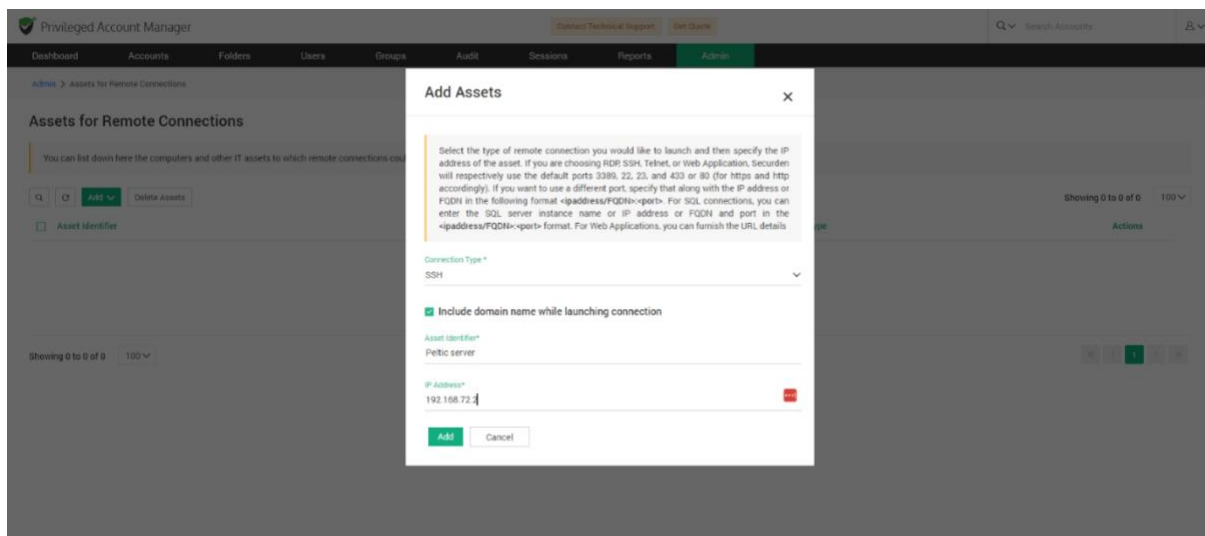 Privileged Account Manager
Contact Technical Support
Get Quote
Search Accounts
Dashboard
Accounts
Folders
Users
Groups
Audit
Sessions
Reports
Admin
Admin > Assets for Remote Connections
Assets for Remote Connections
You can list down here the computers and other IT assets to which remote connections coul
Add
Delete Assets
Showing 0 to 0 of 0
100
Asset Identifier
Type
Actions
Showing 0 to 0 of 0
100
1
Add Assets
Select the type of remote connection you would like to launch and then specify the IP
address of the asset. If you are choosing RDP, SSH, Telnet, or Web Application, Securden
will respectively use the default ports 3389, 22, 23, and 433 or 80 (for https and http
accordingly). If you want to use a different port, specify that along with the IP address or
FQDN in the following format <ipaddress/FQDN>:<port>. For SQL connections, you can
enter the SQL server instance name or IP address or FQDN and port in the
<ipaddress/FQDN>:<port> format. For Web Applications, you can furnish the URL details
Connection Type *
SSH
Include domain name while launching connection
Asset Identifier*
Peltic server
IP Address*
192.168.72.2
Add
Cancel